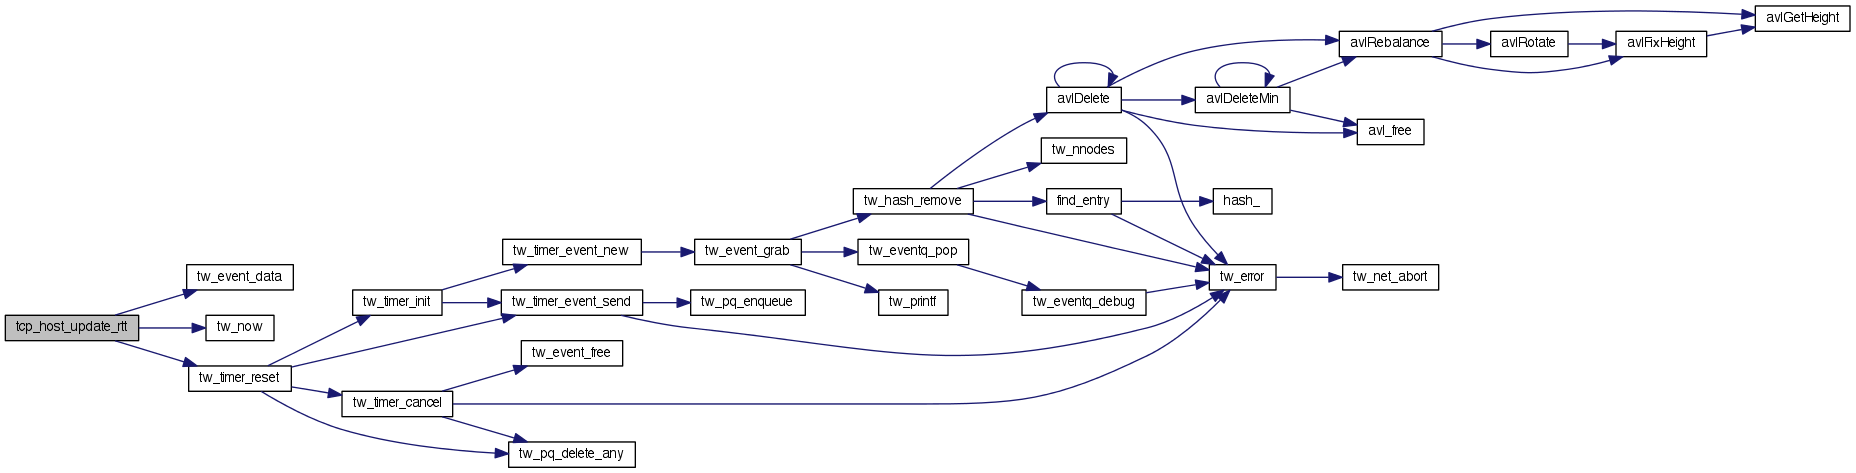 tcp_host_update_rtt
tw_event_data
tw_now
tw_timer_reset
tw_timer_init
tw_timer_cancel
tw_timer_event_new
tw_timer_event_send
tw_event_free
tw_pq_delete_any
tw_event_grab
tw_pq_enqueue
tw_hash_remove
tw_eventq_pop
tw_printf
avlDelete
tw_nnodes
find_entry
tw_eventq_debug
avlDeleteMin
hash_
tw_error
avlRebalance
avl_free
tw_net_abort
avlRotate
avlFixHeight
avlGetHeight